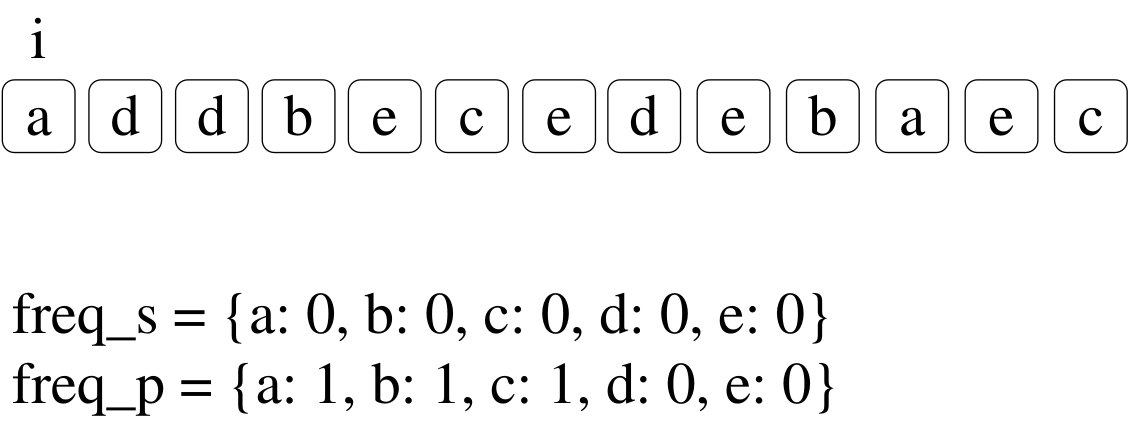 i
a d d b e c e d e b a e c
freq_s = {a: 0, b: 0, c: 0, d: 0, e: 0}
freq_p = {a: 1, b: 1, c: 1, d: 0, e: 0}